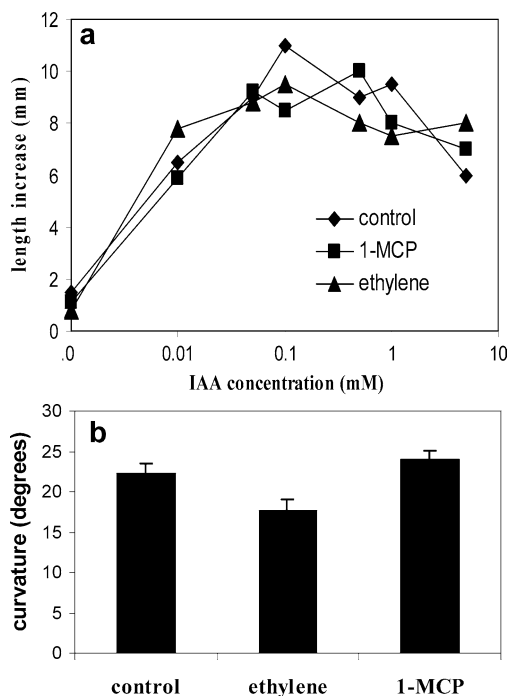 a
12
10
8
6
4
2
0
length increase (mm)
control
1-MCP
ethylene
.0
0.01
0.1
1
10
IAA concentration (mM)
b
30
25
20
15
10
5
0
curvature (degrees)
control
ethylene
1-MCP